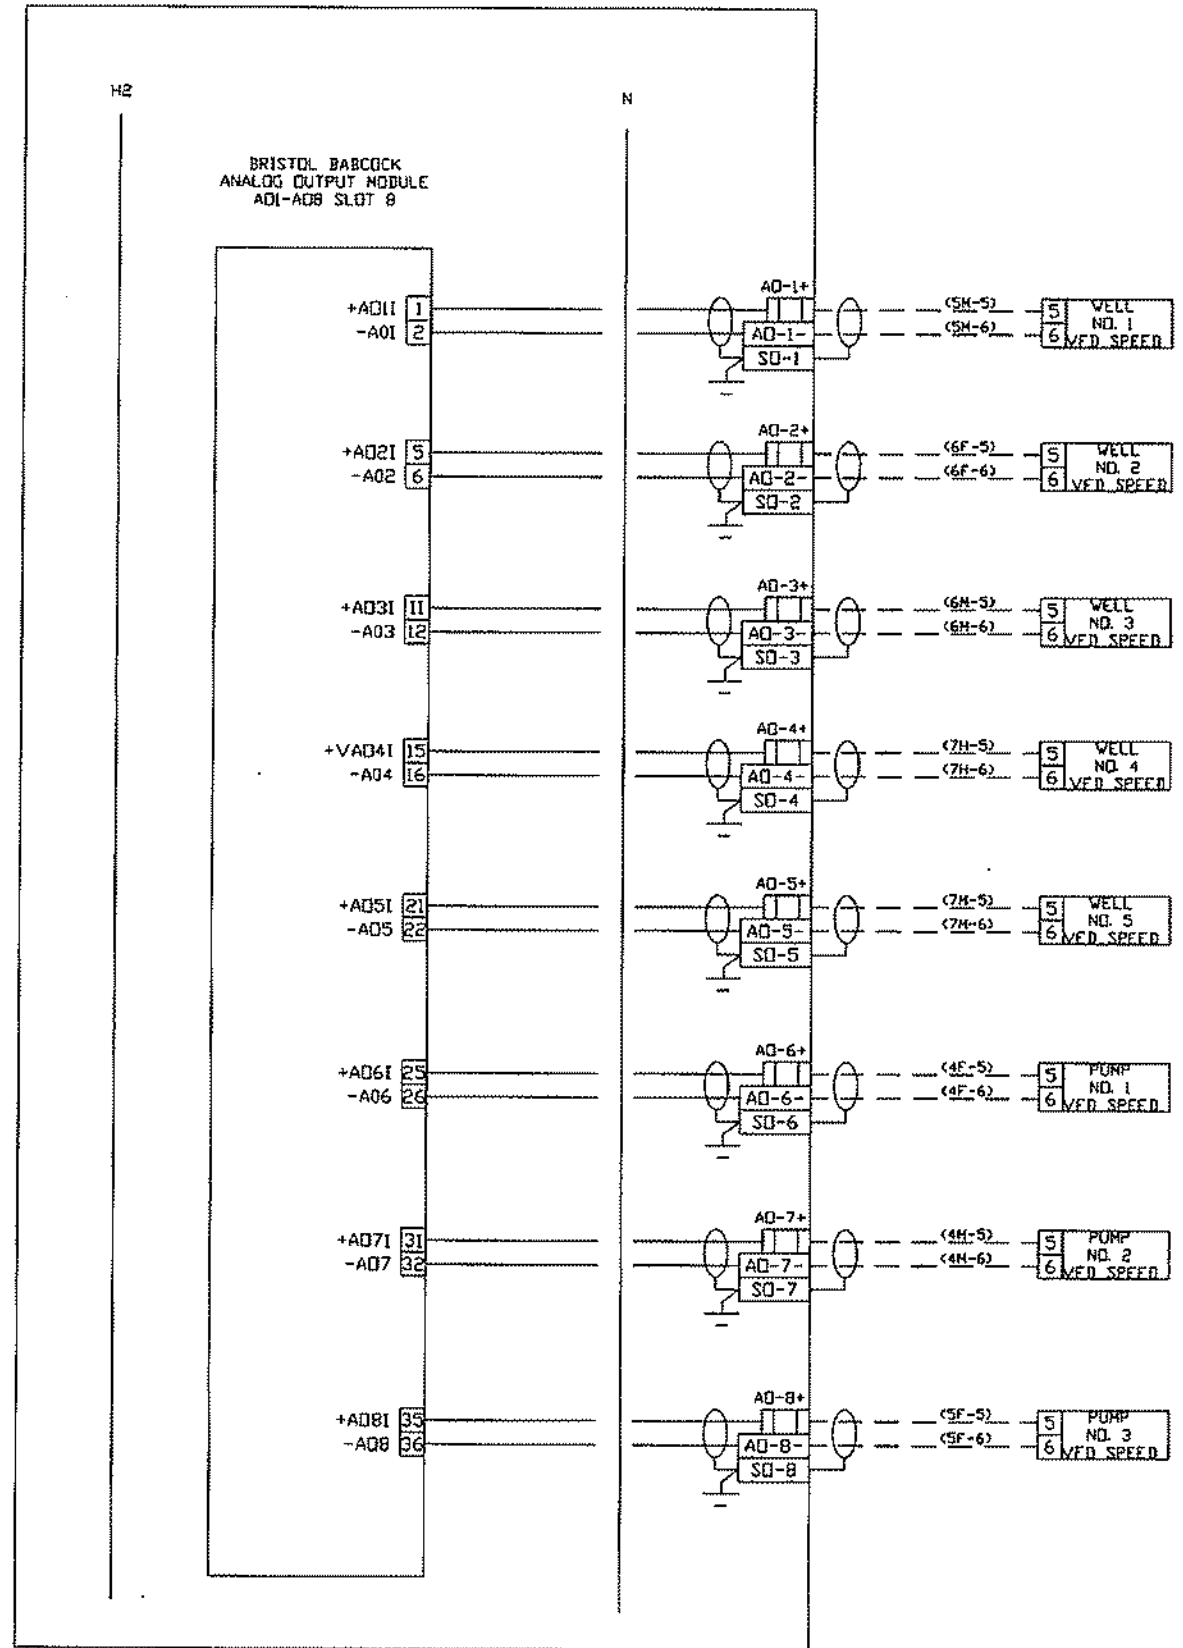 H2
N
BRISTOL BABCOCK
ANALOG OUTPUT MODULE
AO1-AO8 SLOT 8
+AO1I 1
-AO1 2
AO-1+
AO-1-
SO-1
(5M-5)
(5M-6)
5
6
WELL
NO. 1
VFD SPEED
+AO2I 5
-AO2 6
AO-2+
AO-2-
SO-2
(6F-5)
(6F-6)
5
6
WELL
NO. 2
VFD SPEED
+AO3I 11
-AO3 12
AO-3+
AO-3-
SO-3
(6M-5)
(6M-6)
5
6
WELL
NO. 3
VFD SPEED
+VAO4I 15
-AO4 16
AO-4+
AO-4-
SO-4
5
6
WELL
NO. 4
VFD SPEED
+AO5I 21
-AO5 22
AO-5+
AO-5-
SO-5
(7M-5)
(7M-6)
5
6
WELL
NO. 5
VFD SPEED
+AO6I 25
-AO6 26
AO-6+
AO-6-
SO-6
(4F-5)
(4F-6)
5
6
PUMP
NO. 1
VFD SPEED
+AO7I 31
-AO7 32
AO-7+
AO-7-
SO-7
(4M-5)
(4M-6)
5
6
PUMP
NO. 2
VFD SPEED
+AO8I 35
-AO8 36
AO-8+
AO-8-
SO-8
(5F-5)
(5F-6)
5
6
PUMP
NO. 3
VFD SPEED